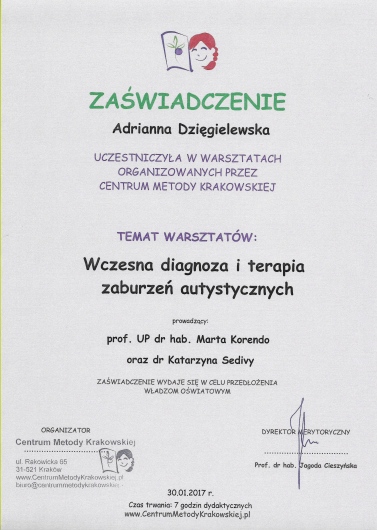 ZAŚWIADCZENIE
Adrianna Dzięgielewska
UCZESTNICZYŁA W WARSZTATACH
ORGANIZOWANYCH PRZEZ
CENTRUM METODY KRAKOWSKIEJ
TEMAT WARSZTATÓW:
Wczesna diagnoza i terapia
zaburzeń autystycznych
prowadzący:
prof. UP dr hab. Marta Korendo
oraz dr Katarzyna Sedivy
ZAŚWIADCZENIE WYDAJE SIĘ W CELU PRZEDŁOŻENIA
WŁADZOM OŚWIATOWYM
ORGANIZATOR
Centrum Metody Krakowskiej
ul. Rakowicka 65
31-521 Kraków
www.CentrumMetodyKrakowskiej.pl
biuro@centrummetodykrakowskiej.pl
DYREKTOR MERYTORYCZNY
Prof. dr hab. Jagoda Cieszyńska
30.01.2017 r.
Czas trwania: 7 godzin dydaktycznych
www.CentrumMetodyKrakowskiej.pl